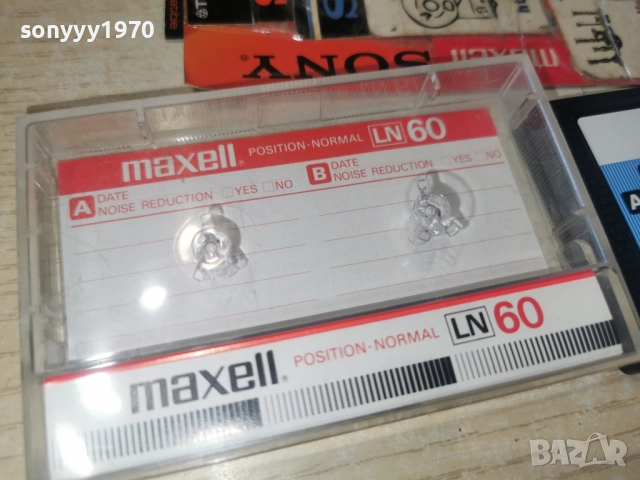 sonyyy1970
maxell
SONY
maxell POSITION-NORMAL LN 60
A DATE
NOISE REDUCTION □YES □NO
B DATE
NOISE REDUCTION □YES □NO
maxell POSITION-NORMAL LN 60
A
BAZAR